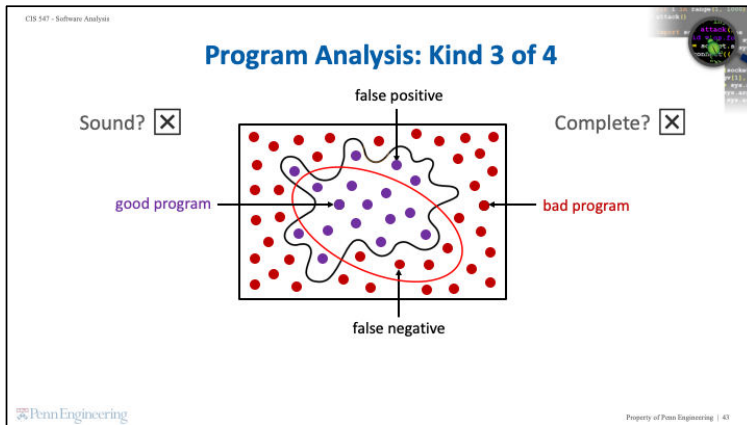 CIS 547 - Software Analysis
Program Analysis: Kind 3 of 4
false positive
Sound?
Complete?
good program
bad program
false negative
Penn Engineering
Property of Penn Engineering | 43